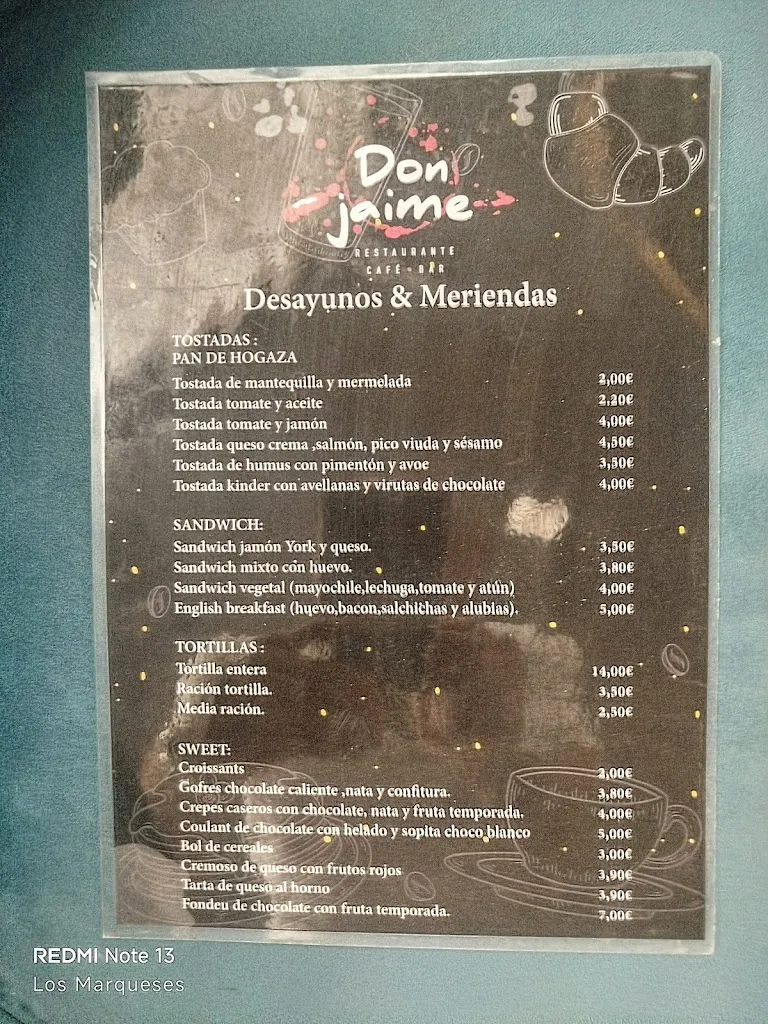 Don
jaime
RESTAURANTE
CAFÉ - BAR
Desayunos & Meriendas
TOSTADAS :
PAN DE HOGAZA
Tostada de mantequilla y mermelada 2,00€
Tostada tomate y aceite 2,20€
Tostada tomate y jamón 4,00€
Tostada queso crema ,salmón, pico viuda y sésamo 4,50€
Tostada de humus con pimentón y avoe 3,50€
Tostada kinder con avellanas y virutas de chocolate 4,00€
SANDWICH:
Sandwich jamón York y queso. 3,50€
Sandwich mixto con huevo. 3,80€
Sandwich vegetal (mayochile,lechuga,tomate y atún) 4,00€
English breakfast (huevo,bacon,salchichas y alubias). 5,00€
TORTILLAS :
Tortilla entera 14,00€
Ración tortilla. 3,50€
Media ración. 2,50€
SWEET:
Croissants 2,00€
Gofres chocolate caliente ,nata y confitura. 3,80€
Crepes caseros con chocolate, nata y fruta temporada. 4,00€
Coulant de chocolate con helado y sopita choco blanco 5,00€
Bol de cereales 3,00€
Cremoso de queso con frutos rojos 3,90€
Tarta de queso al horno 3,90€
Fondeu de chocolate con fruta temporada. 7,00€
REDMI Note 13
Los Marqueses